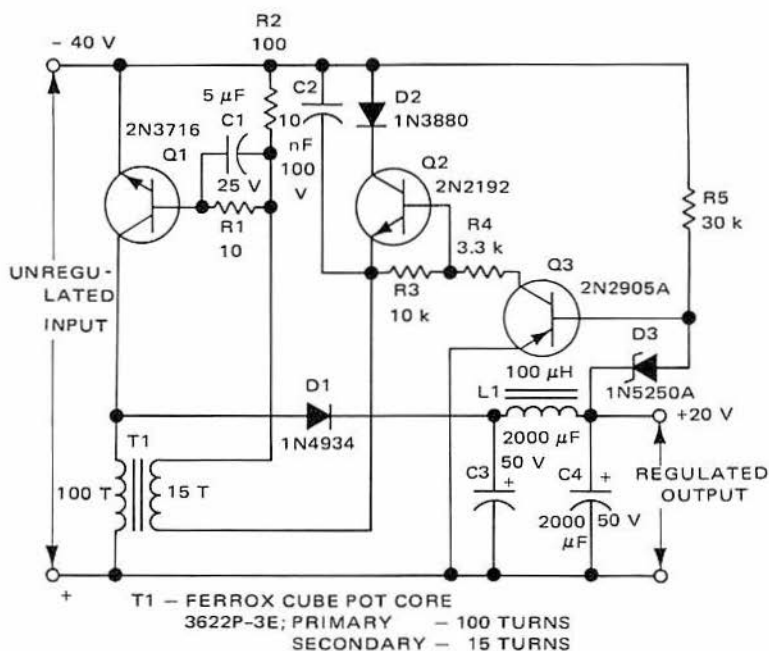 R2
100
– 40 V
5 µF
C1
C2
D2
1N3880
2N3716
Q1
25 V
10
nF
100
V
Q2
2N2192
R1
10
R4
3.3 k
R5
30 k
Q3
2N2905A
UNREGU-
LATED
INPUT
R3
10 k
D3
1N5250A
100 µH
L1
D1
1N4934
+20 V
2000 µF
50 V
T1
100 T
15 T
C3
+
C4
+
2000
µF
50 V
REGULATED
OUTPUT
+
T1 – FERROX CUBE POT CORE
3622P-3E; PRIMARY – 100 TURNS
SECONDARY – 15 TURNS